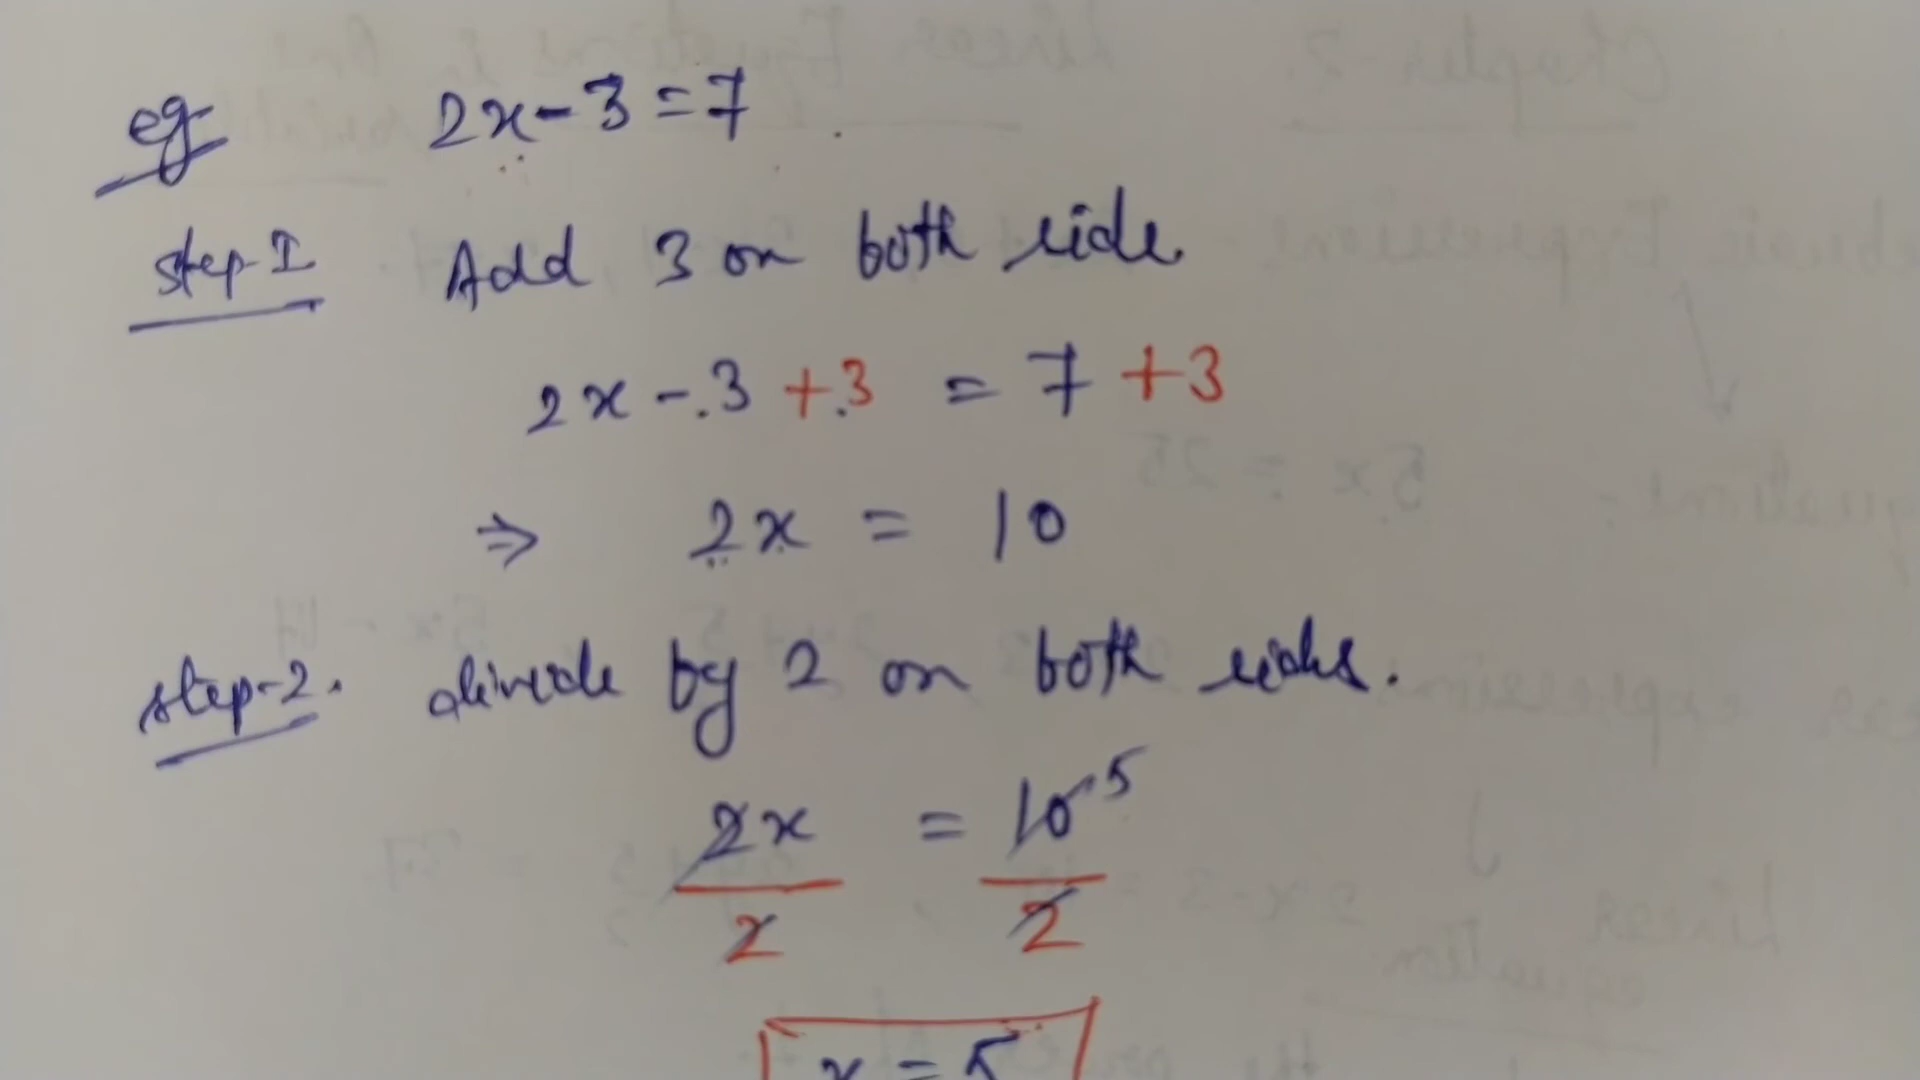 eg 2x - 3 = 7
step-I Add 3 on both side.
2x - 3 + 3 = 7 + 3
⇒ 2x = 10
step-2. divide by 2 on both sides.
2x/2 = 10/2 5
x = 5